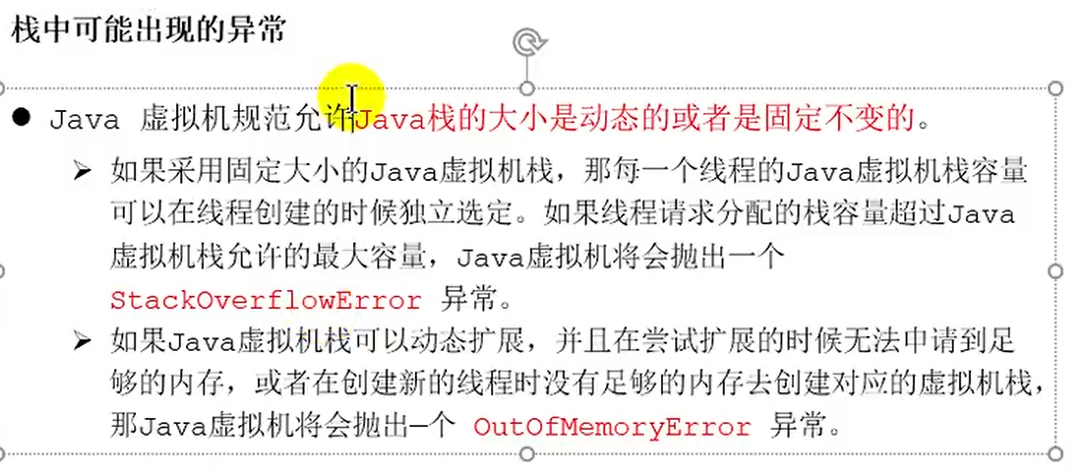 栈中可能出现的异常
● Java 虚拟机规范允许Java栈的大小是动态的或者是固定不变的。
➢ 如果采用固定大小的Java虚拟机栈，那每一个线程的Java虚拟机栈容量
可以在线程创建的时候独立选定。如果线程请求分配的栈容量超过Java
虚拟机栈允许的最大容量，Java虚拟机将会抛出一个
StackOverflowError 异常。
➢ 如果Java虚拟机栈可以动态扩展，并且在尝试扩展的时候无法申请到足
够的内存，或者在创建新的线程时没有足够的内存去创建对应的虚拟机栈，
那Java虚拟机将会抛出一个 OutOfMemoryError 异常。